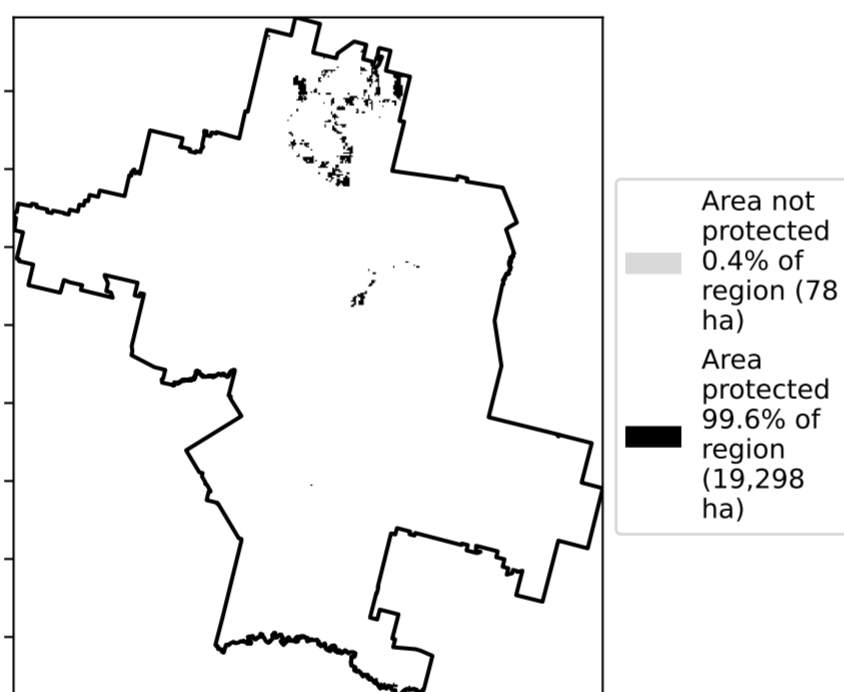 Area not
protected
0.4% of
region (78
ha)
Area
protected
99.6% of
region
(19,298
ha)